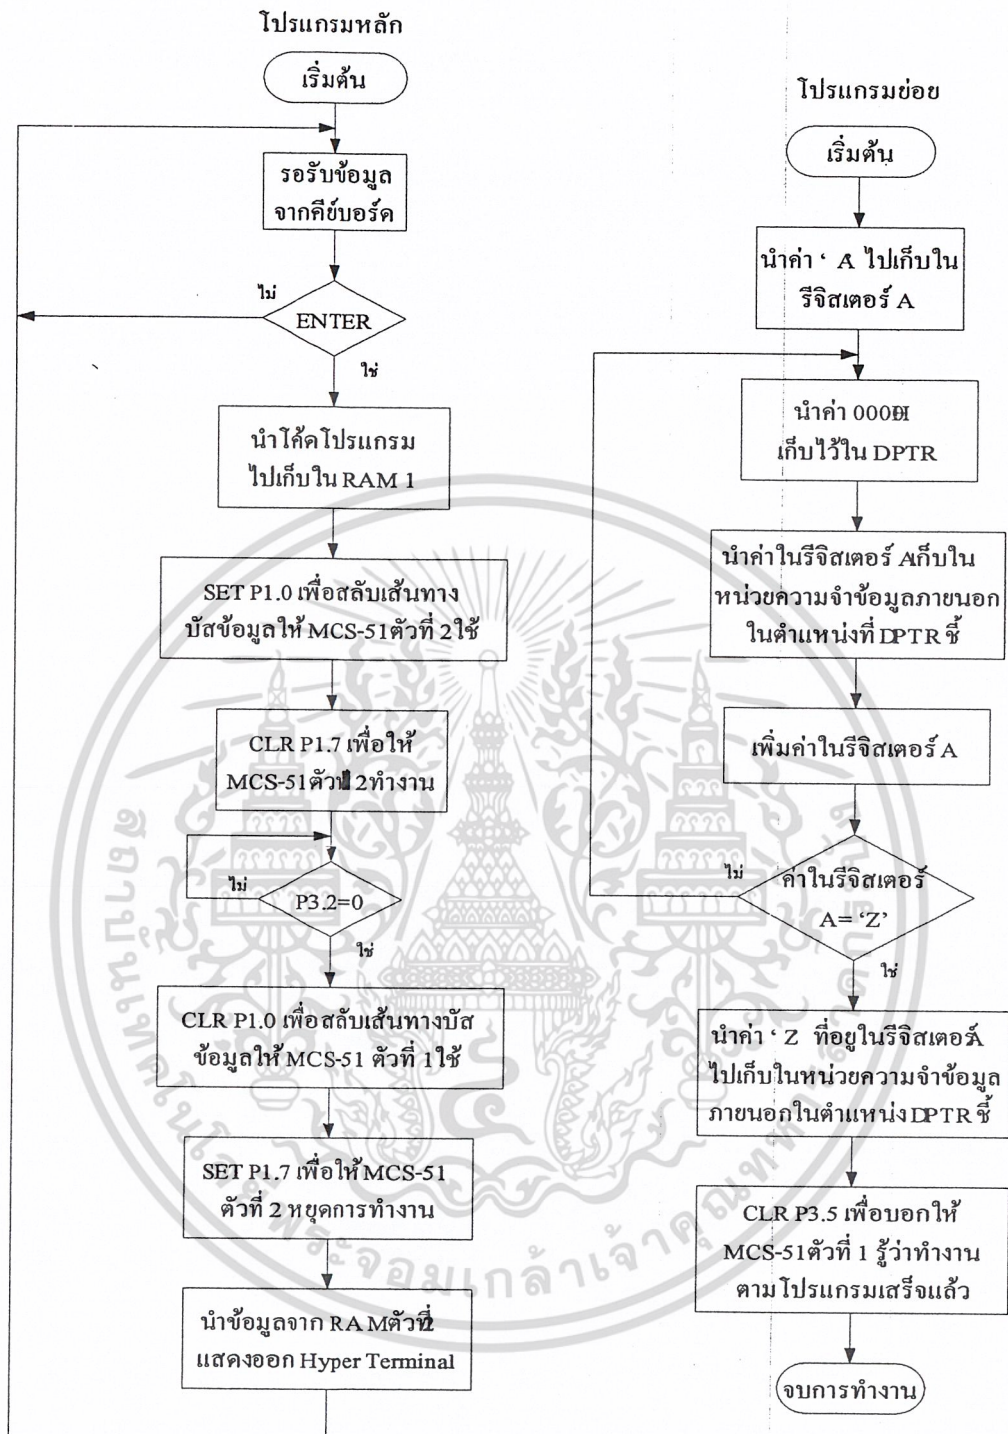 โปรแกรมหลัก
เริ่มต้น
รอรับข้อมูล
จากคีย์บอร์ด
ไม่
ENTER
ใช่
นำโค้ดโปรแกรม
ไปเก็บใน RAM 1
SET P1.0 เพื่อสลับเส้นทาง
บัสข้อมูลให้ MCS-51ตัวที่ 2ใช้
CLR P1.7 เพื่อให้
MCS-51ตัวที่ 2ทำงาน
ไม่
P3.2=0
ใช่
CLR P1.0 เพื่อสลับเส้นทางบัส
ข้อมูลให้ MCS-51 ตัวที่ 1ใช้
SET P1.7 เพื่อให้ MCS-51
ตัวที่ 2 หยุดการทำงาน
นำข้อมูลจาก RAMตัวที่2
แสดงออก Hyper Terminal
โปรแกรมย่อย
เริ่มต้น
นำค่า ‘ A ไปเก็บใน
รีจิสเตอร์ A
นำค่า
เก็บไว้ใน DPTR
นำค่าในรีจิสเตอร์ Aเก็บใน
หน่วยความจำข้อมูลภายนอก
ในตำแหน่งที่ DPTR ชี้
เพิ่มค่าในรีจิสเตอร์ A
ไม่
ค่าในรีจิสเตอร์
A= ‘Z’
ใช่
นำค่า ‘ Z ที่อยู่ในรีจิสเตอร์A
ไปเก็บในหน่วยความจำข้อมูล
ภายนอกในตำแหน่ง DPTR ชี้
CLR P3.5 เพื่อบอกให้
MCS-51ตัวที่ 1 รู้ว่าทำงาน
ตามโปรแกรมเสร็จแล้ว
จบการทำงาน
พระจอมเกล้าเจ้าคุณทหาร